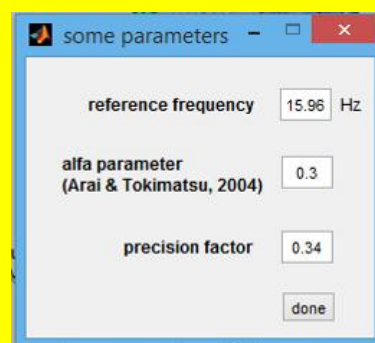 some parameters
reference frequency 15.96 Hz
alfa parameter
(Arai & Tokimatsu, 2004) 0.3
precision factor 0.34
done